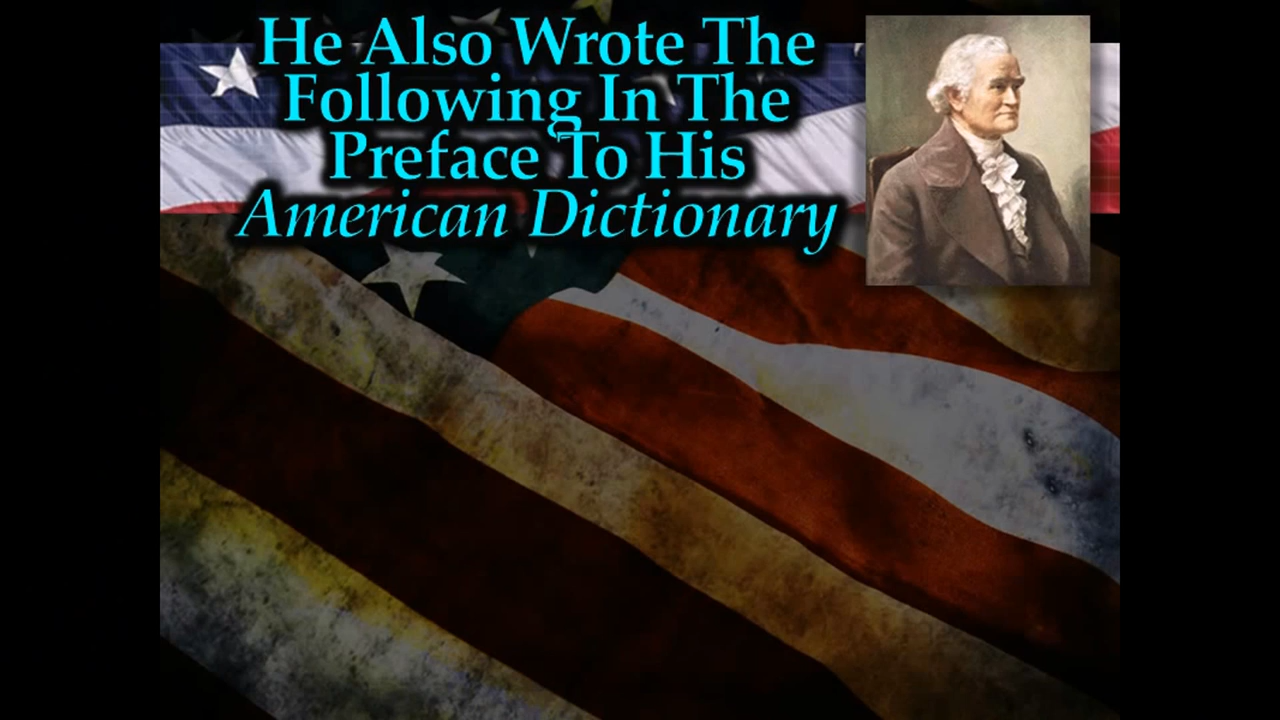 He Also Wrote The
Following In The
Preface To His
American Dictionary